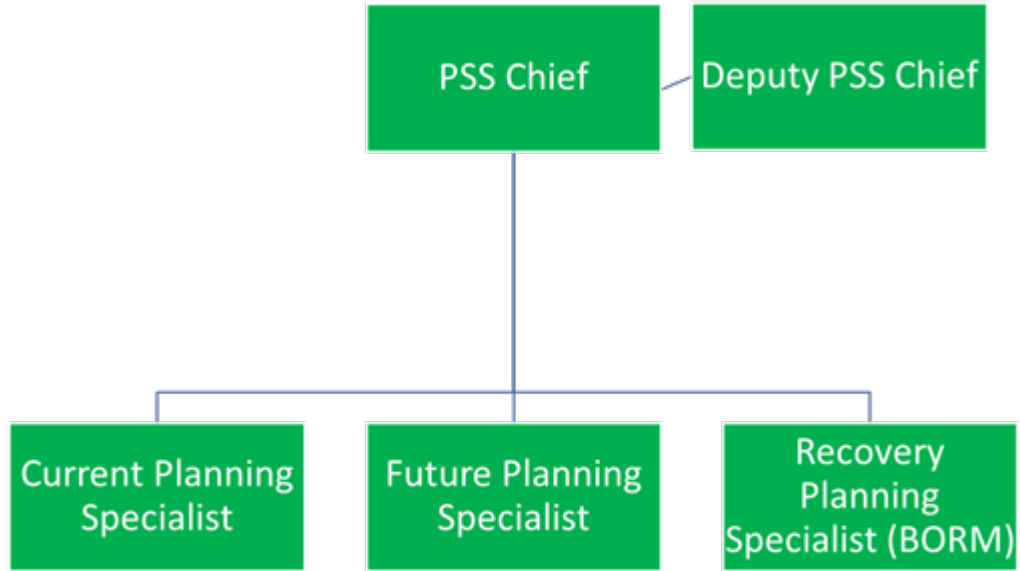 PSS Chief
Deputy PSS Chief
Current Planning
Specialist
Future Planning
Specialist
Recovery
Planning
Specialist (BORM)